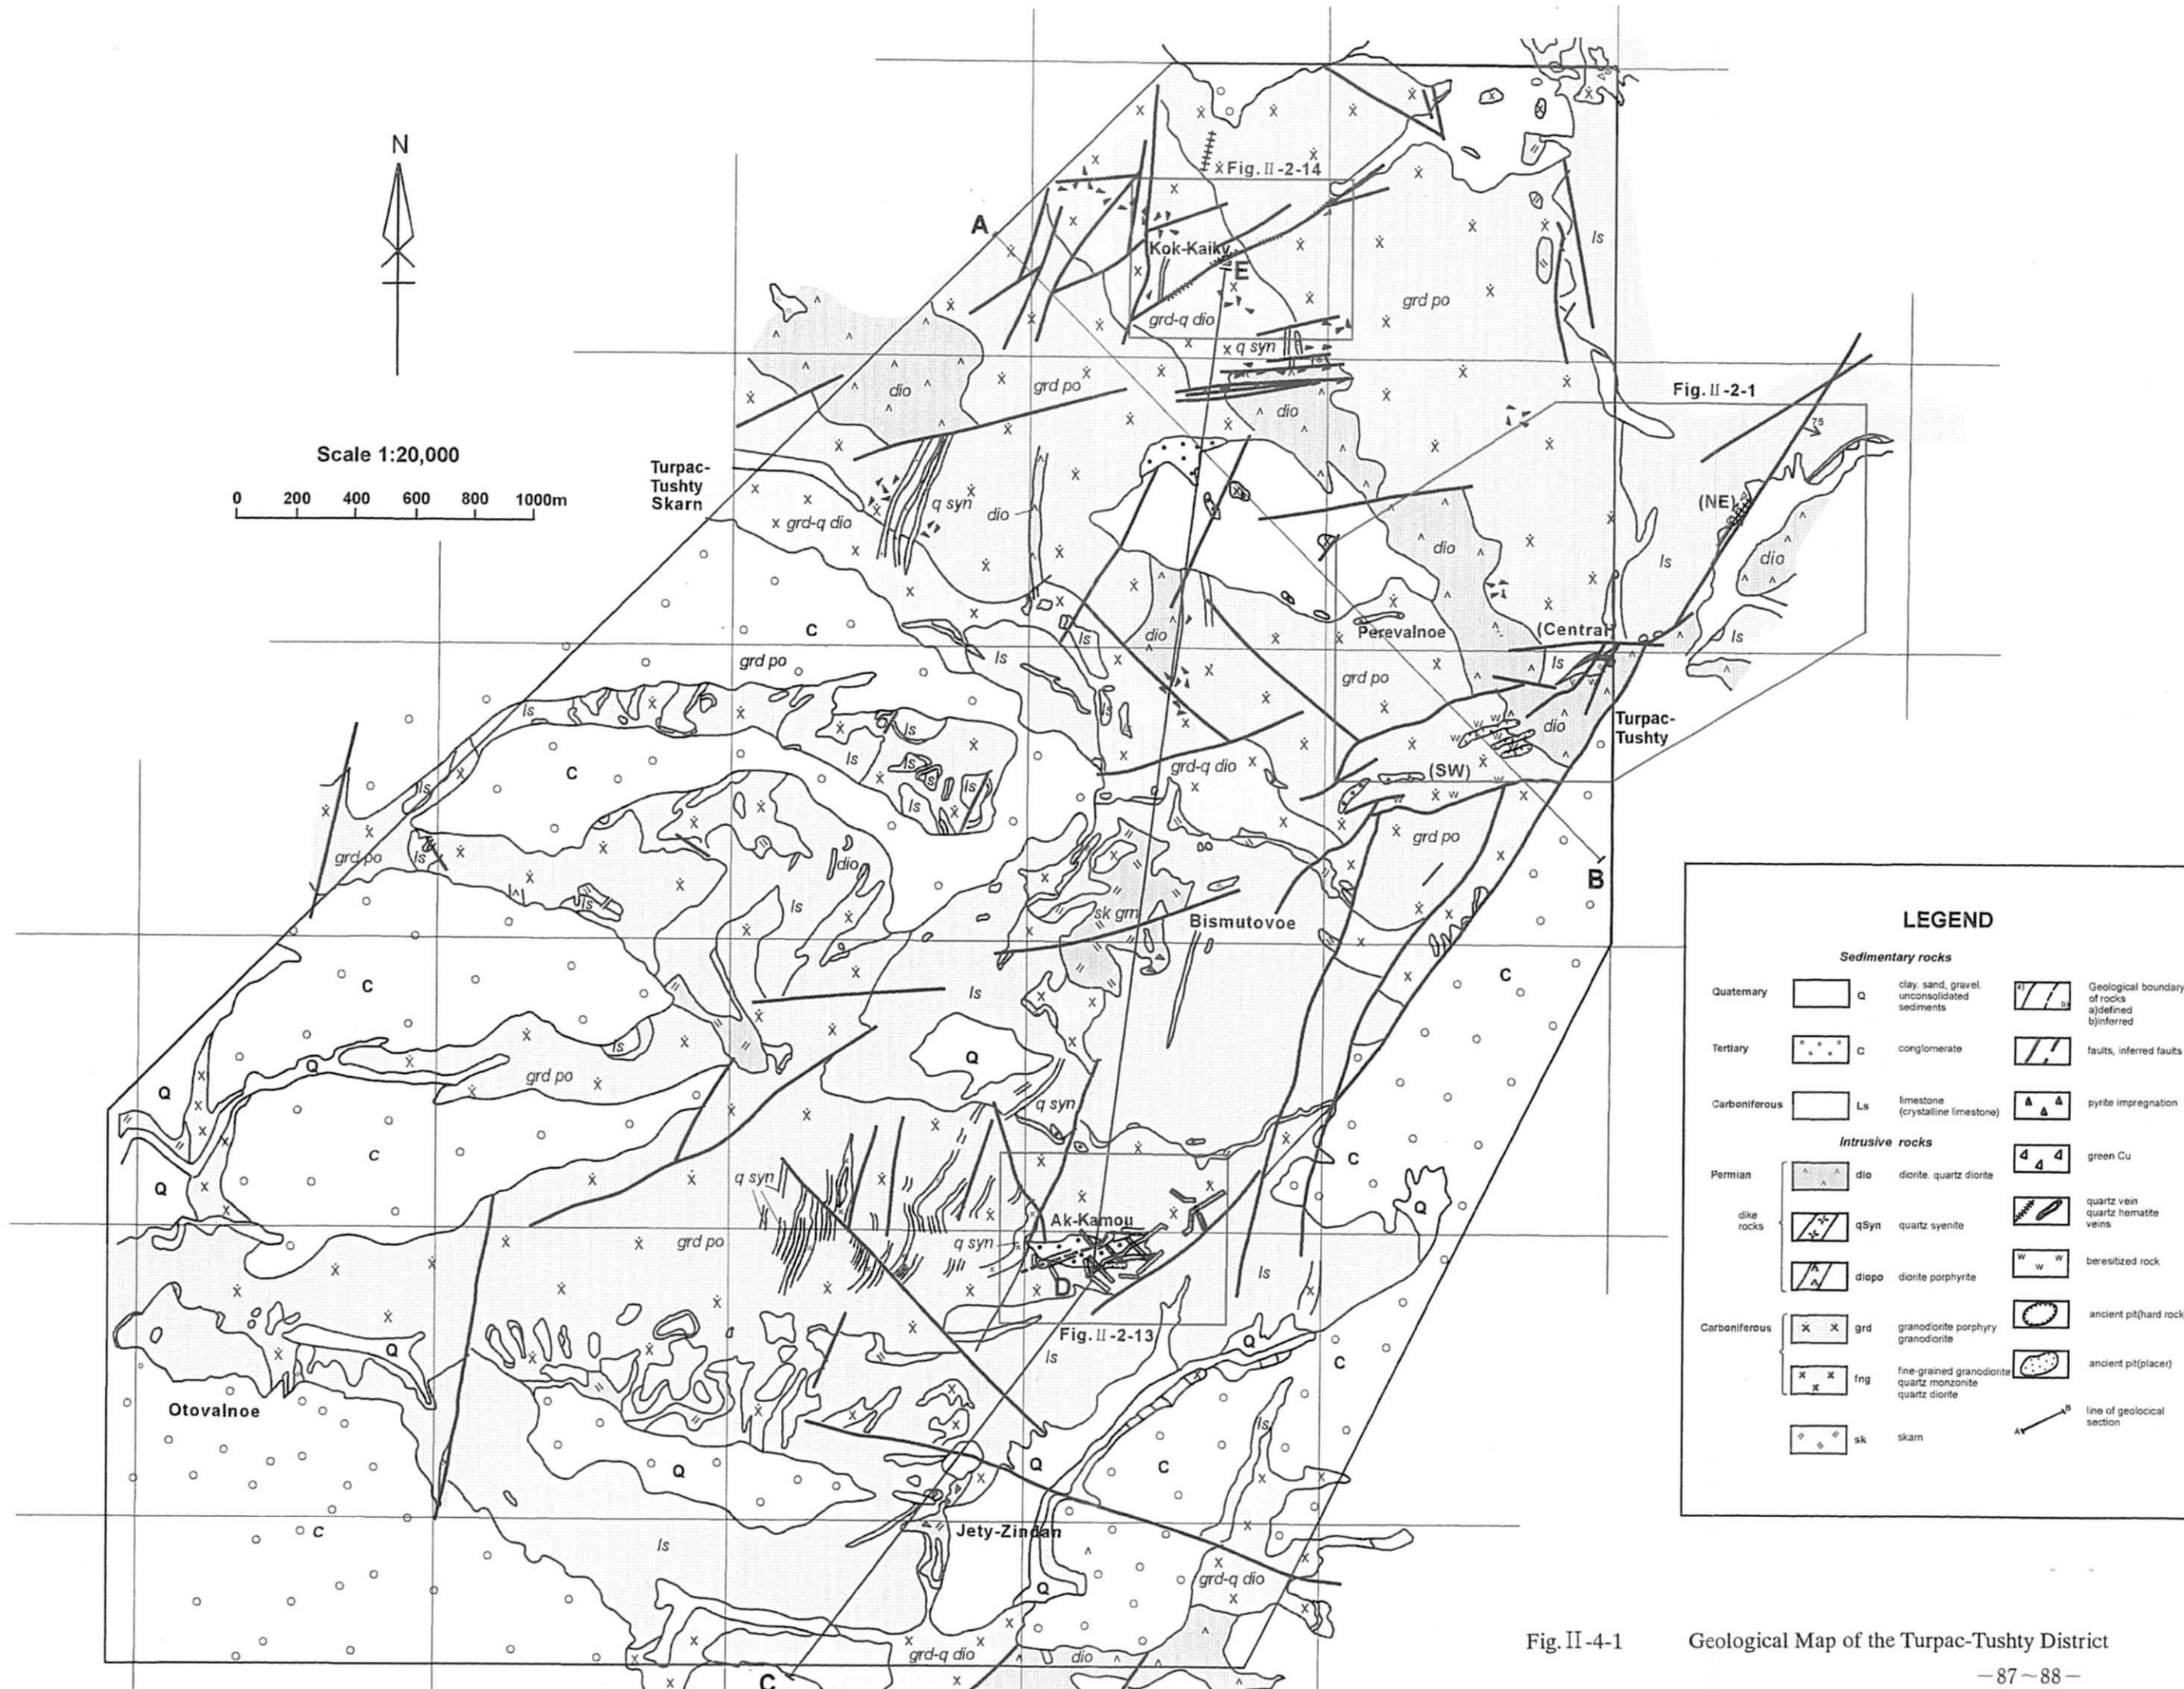 N
Scale 1:20,000
0 200 400 600 800 1000m
Fig. II-2-14
A
Kok-Kaiky
E
grd po
grd-q dio
q syn
ls
Fig. II-2-1
dio
grd po
dio
75
Turpac-
Tushty
Skarn
q syn
dio
grd-q dio
(NE)
dio
ls
dio
C
dio
Perevalnoe
(Central)
ls
ls
ls
ls
grd po
grd po
ls
dio
Turpac-
Tushty
ls
ls
ls
ls
C
ls
ls
ls
ls
grd-q dio
(SW)
grd po
grd po
ls
dio
B
ls
ls
sk grn
Bismutovoe
C
ls
C
ls
Q
Q
Q
grd po
q syn
C
C
q syn
Q
Ak-Kamou
Q
grd po
q syn
D
ls
Fig. II-2-13
Q
Q
ls
C
Otovalnoe
ls
Q
Q
C
C
Jety-Zindan
ls
Q
grd-q dio
grd-q dio
dio
C
LEGEND
Sedimentary rocks
Quaternary
Q
clay, sand, gravel.
unconsolidated
sediments
Tertiary
C
conglomerate
Carboniferous
Ls
limestone
(crystalline limestone)
Intrusive rocks
Permian
dio
diorite. quartz diorite
dike
rocks
qSyn
quartz syenite
diopo
diorite porphyrite
Carboniferous
grd
granodiorite porphyry
granodiorite
fng
fine-grained granodiorite
quartz monzonite
quartz diorite
sk
skarn
a)
b)
Geological boundary
of rocks
a)defined
b)inferred
faults, inferred faults
pyrite impregnation
green Cu
quartz vein
quartz hematite
veins
w w
w
beresitized rock
ancient pit(hard rock
ancient pit(placer)
A
B
line of geolocical
section
Fig. II-4-1 Geological Map of the Turpac-Tushty District
—87～88—